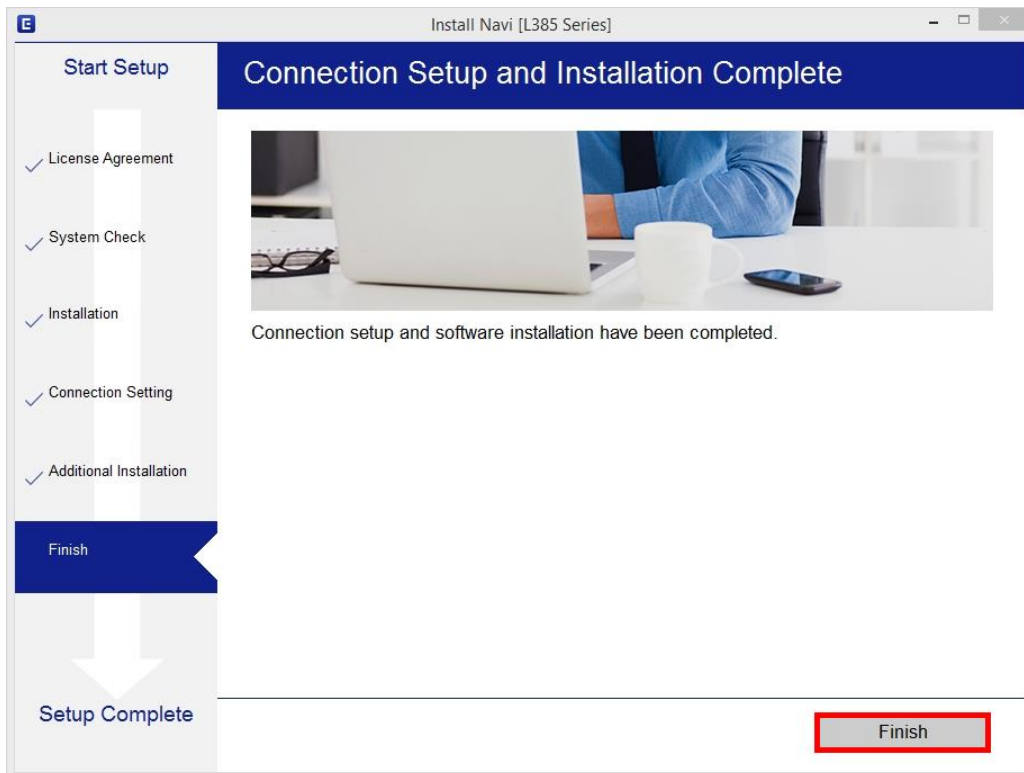 Install Navi [L385 Series]
Start Setup
Connection Setup and Installation Complete
License Agreement
System Check
Installation
Connection Setting
Additional Installation
Finish
Setup Complete
Connection setup and software installation have been completed.
Finish